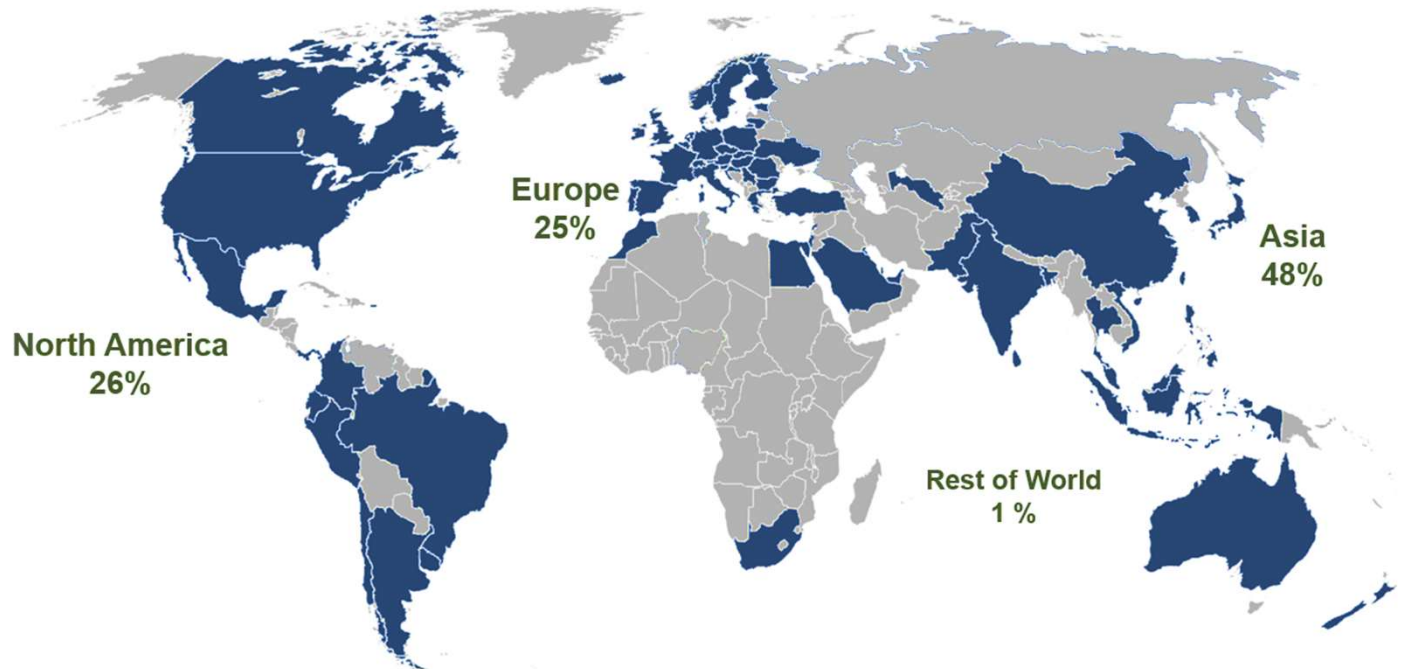 Europe
25%
Asia
48%
North America
26%
Rest of World
1 %